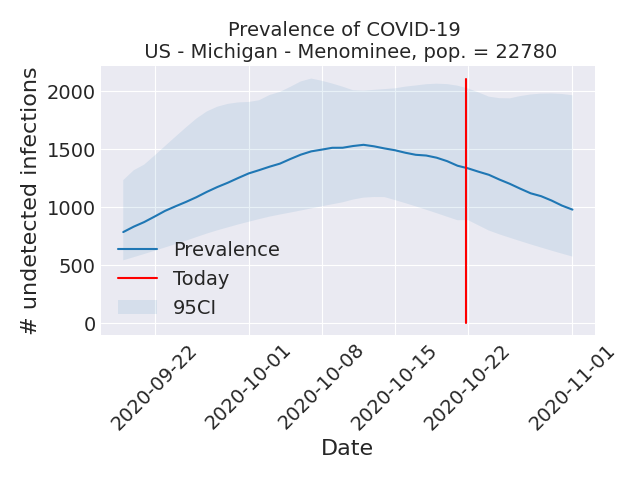 Prevalence of COVID-19
US - Michigan - Menominee, pop. = 22780
# undetected infections
2000
1500
1000
500
0
Prevalence
Today
95CI
2020-09-22
2020-10-01
2020-10-08
2020-10-15
2020-10-22
2020-11-01
Date